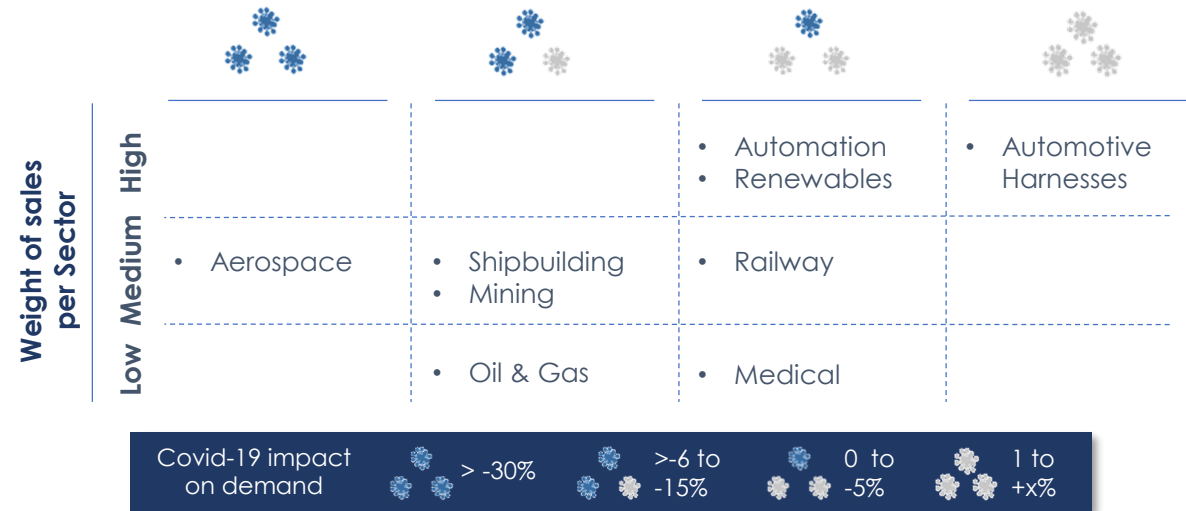 Weight of sales
per Sector
High
• Automation
• Renewables
• Automotive
Harnesses
Medium
• Aerospace
• Shipbuilding
• Mining
• Railway
Low
• Oil & Gas
• Medical
Covid-19 impact
on demand
> -30%
>-6 to
-15%
0 to
-5%
1 to
+x%